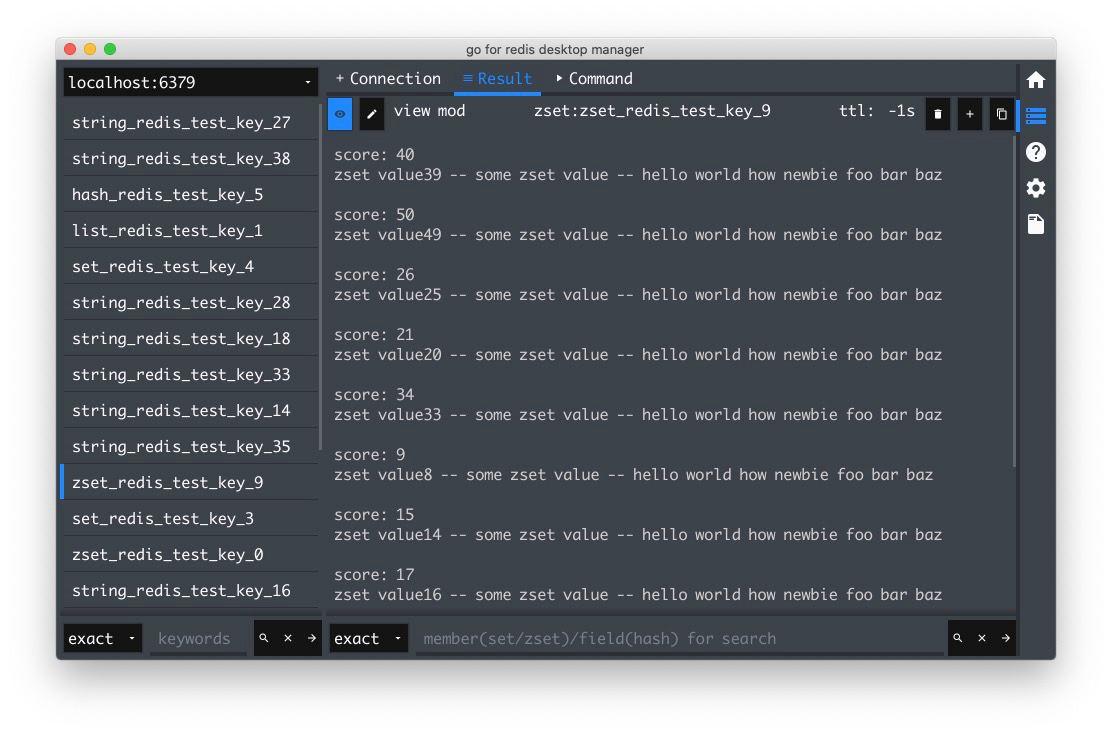 go for redis desktop manager
localhost:6379
+ Connection
≡ Result
Command
view mod
zset:zset_redis_test_key_9
ttl: -1s
string_redis_test_key_27
string_redis_test_key_38
hash_redis_test_key_5
list_redis_test_key_1
set_redis_test_key_4
string_redis_test_key_28
string_redis_test_key_18
string_redis_test_key_33
string_redis_test_key_14
string_redis_test_key_35
zset_redis_test_key_9
set_redis_test_key_3
zset_redis_test_key_0
string_redis_test_key_16
score: 40
zset value39 -- some zset value -- hello world how newbie foo bar baz
score: 50
zset value49 -- some zset value -- hello world how newbie foo bar baz
score: 26
zset value25 -- some zset value -- hello world how newbie foo bar baz
score: 21
zset value20 -- some zset value -- hello world how newbie foo bar baz
score: 34
zset value33 -- some zset value -- hello world how newbie foo bar baz
score: 9
zset value8 -- some zset value -- hello world how newbie foo bar baz
score: 15
zset value14 -- some zset value -- hello world how newbie foo bar baz
score: 17
zset value16 -- some zset value -- hello world how newbie foo bar baz
exact
keywords
exact
member(set/zset)/field(hash) for search